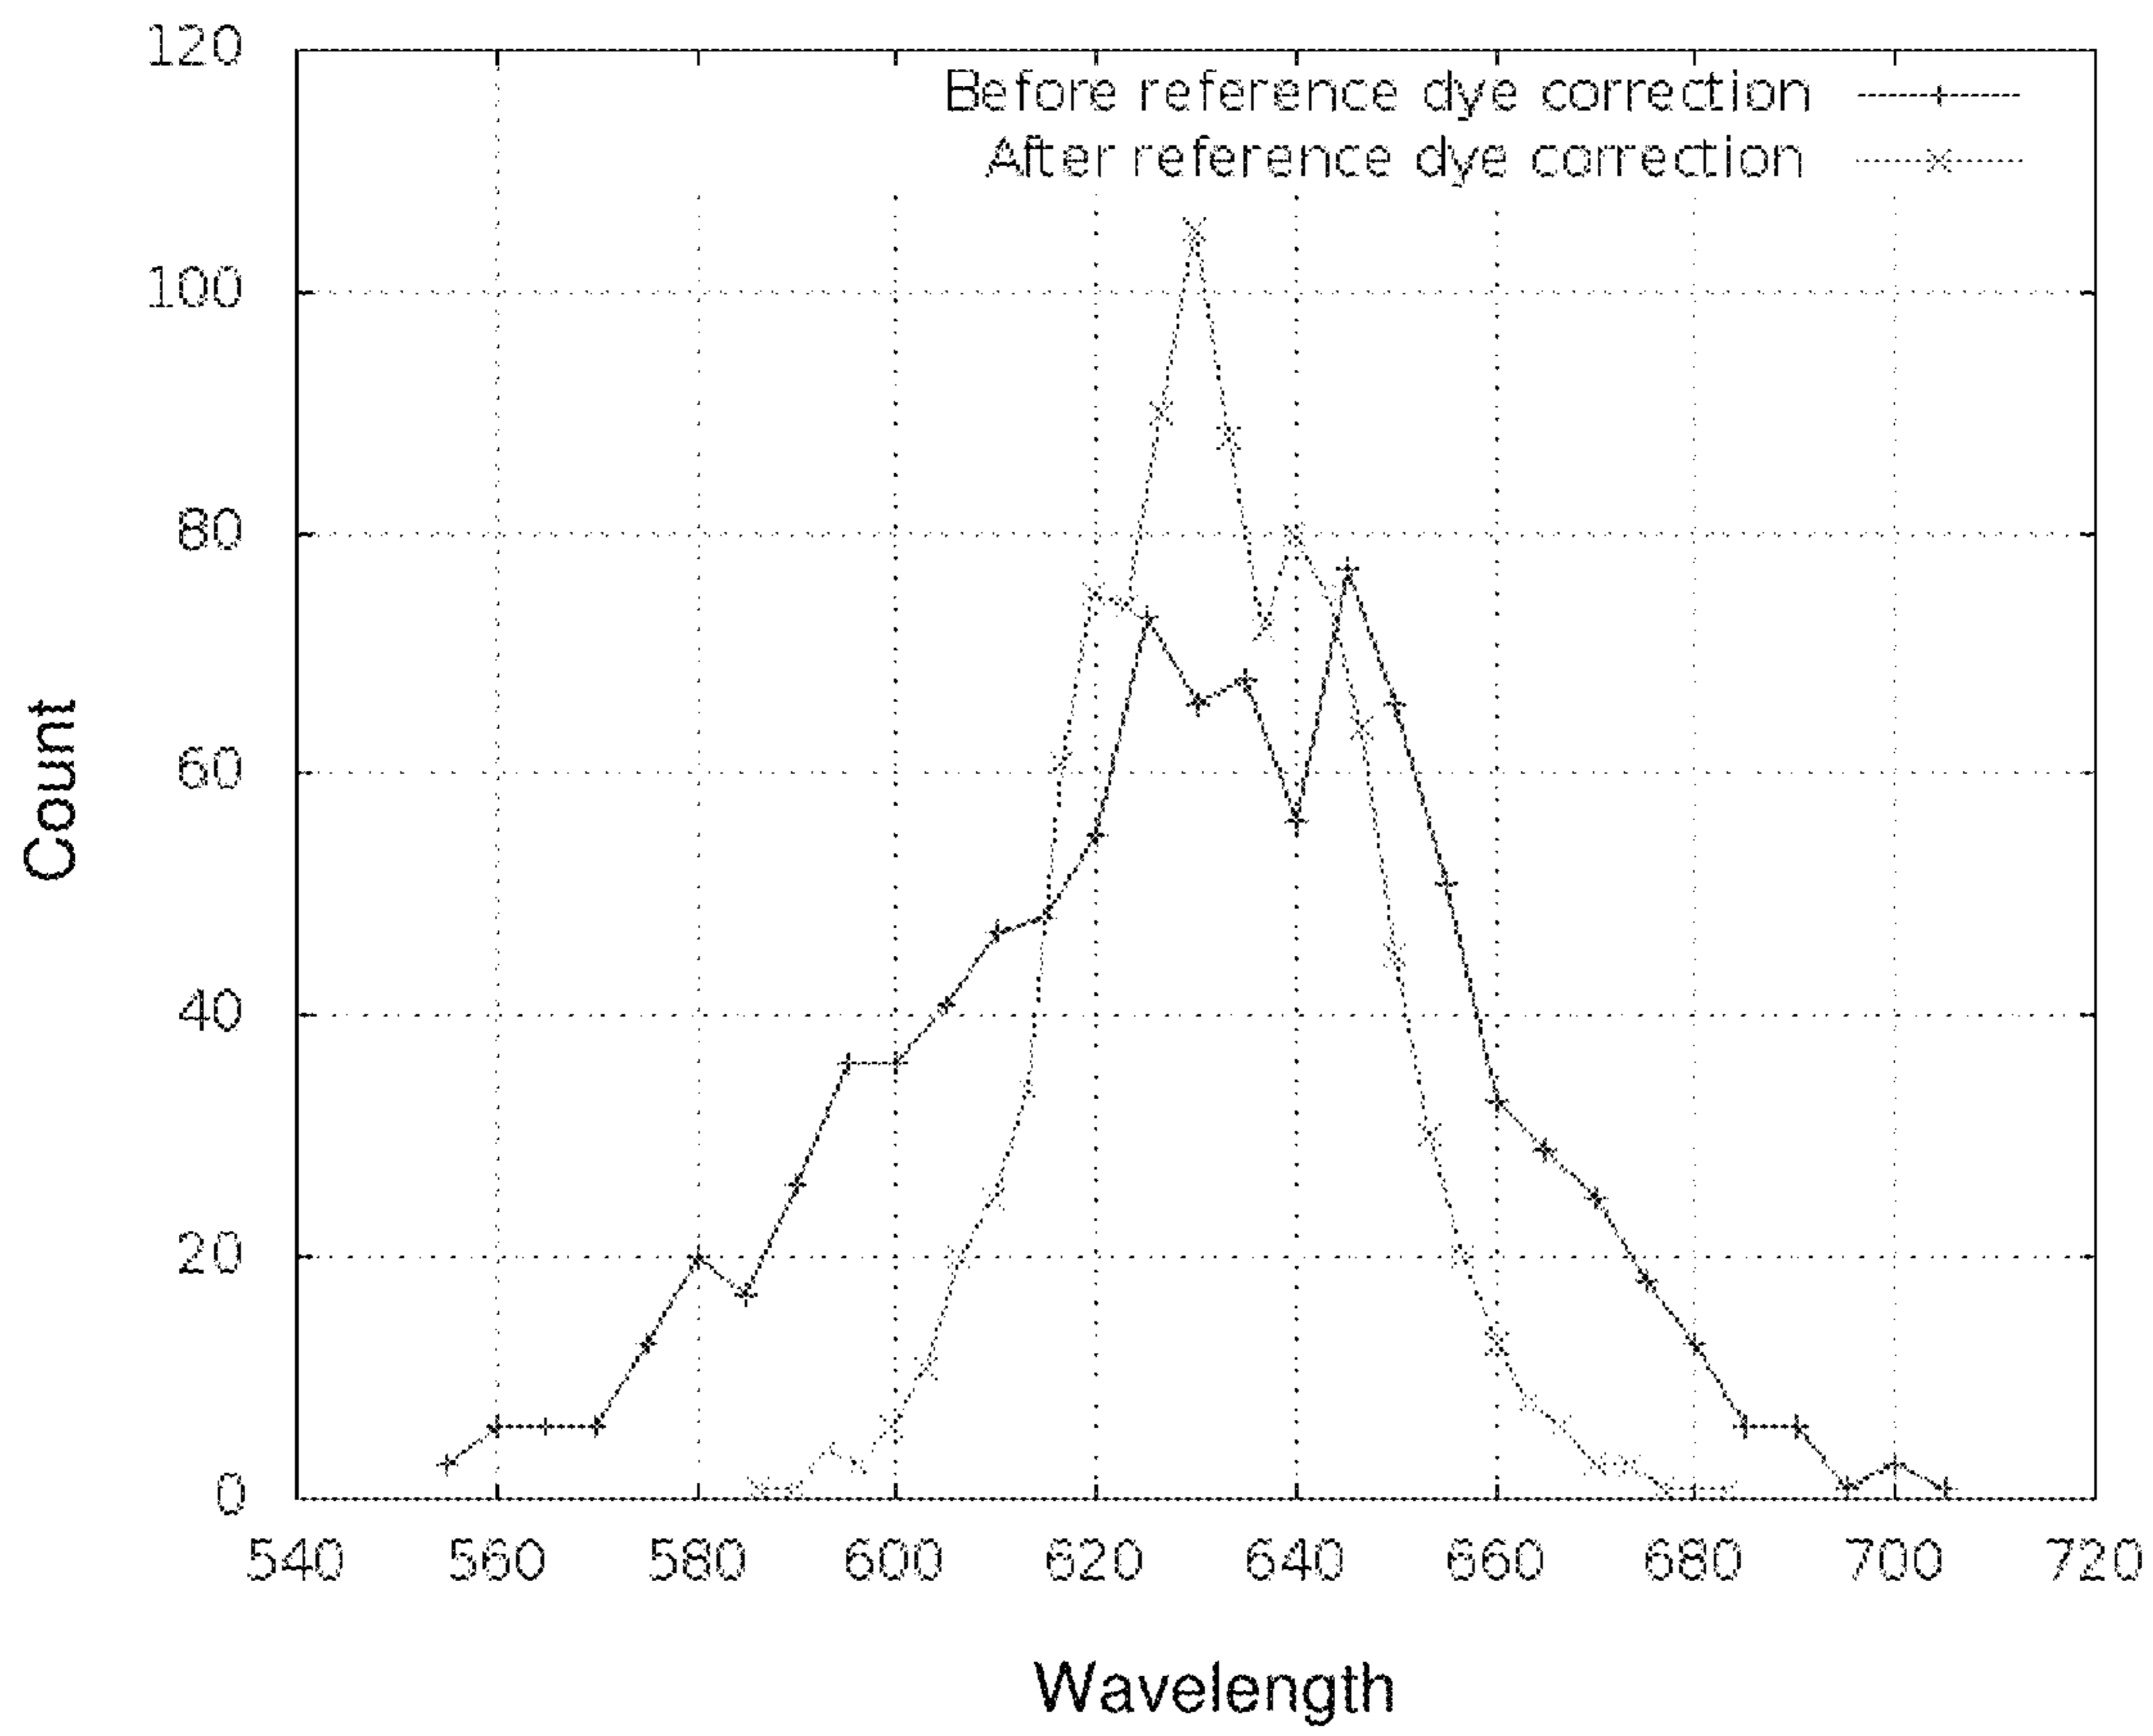 120
Before reference dye correction
After reference dye correction
100
80
60
40
20
0
Count
540 560 580 600 620 640 660 680 700 720
Wavelength